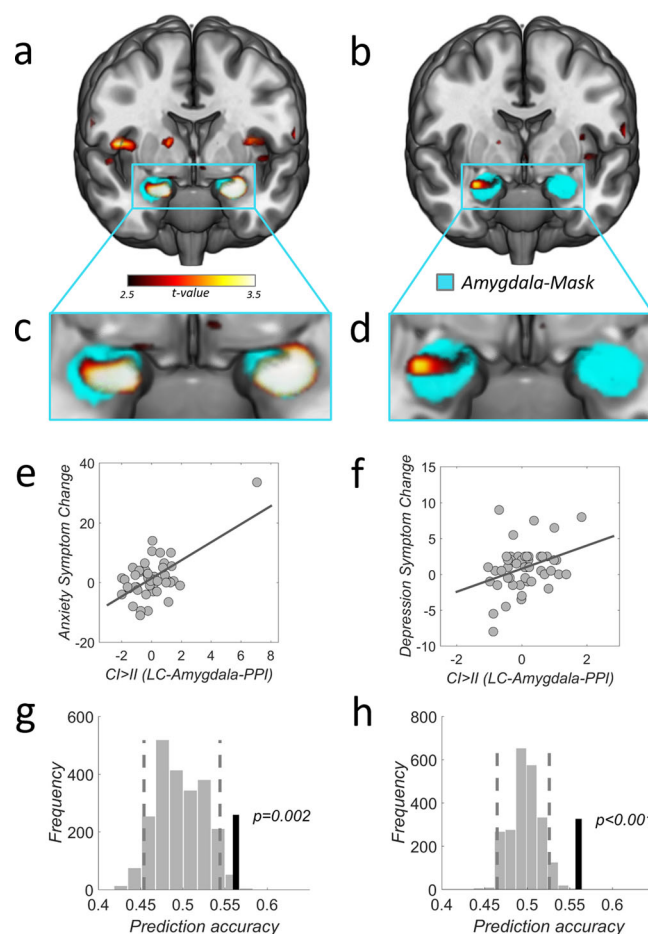 a
b
2.5
3.5
t-value
Amygdala-Mask
c
d
e
f
40
20
0
-20
Anxiety Symptom Change
-2
0
2
4
6
8
CI>II (LC-Amygdala-PPI)
15
10
5
0
-5
-10
Depression Symptom Change
-2
0
2
CI>II (LC-Amygdala-PPI)
g
h
600
400
200
0
Frequency
p=0.002
0.4
0.45
0.5
0.55
0.6
Prediction accuracy
800
600
400
200
0
Frequency
p<0.001
0.4
0.45
0.5
0.55
0.6
Prediction accuracy